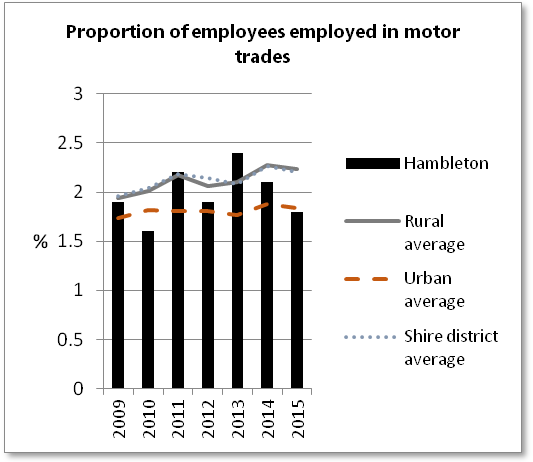 Proportion of employees employed in motor
trades
3
2.5
2
1.5
1
0.5
0
%
2009
2010
2011
2012
2013
2014
2015
Hambleton
Rural
average
Urban
average
Shire district
average